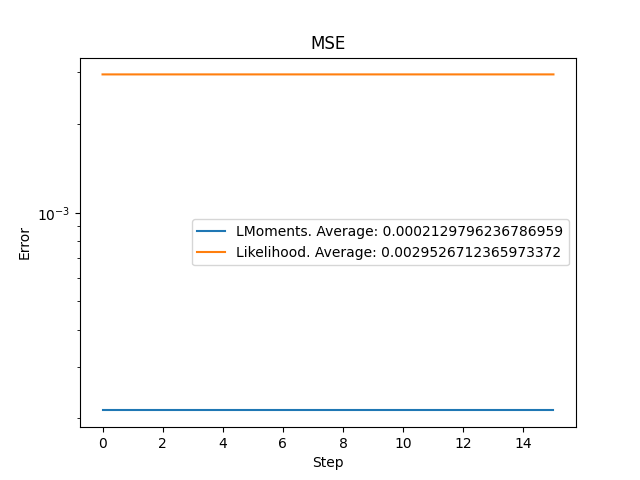 MSE
10⁻³
Error
LMoments. Average: 0.0002129796236786959
Likelihood. Average: 0.0029526712365973372
0 2 4 6 8 10 12 14
Step